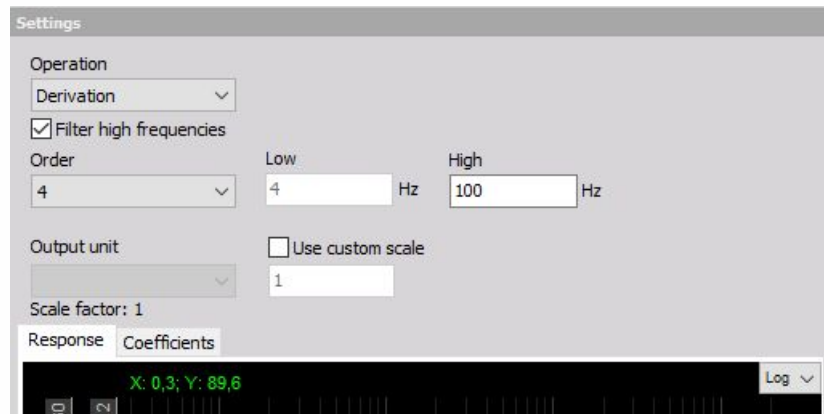 Settings
Operation
Derivation
Filter high frequencies
Order Low High
4 4 Hz 100 Hz
Output unit Use custom scale
1
Scale factor: 1
Response Coefficients
X: 0,3; Y: 89,6 Log
2